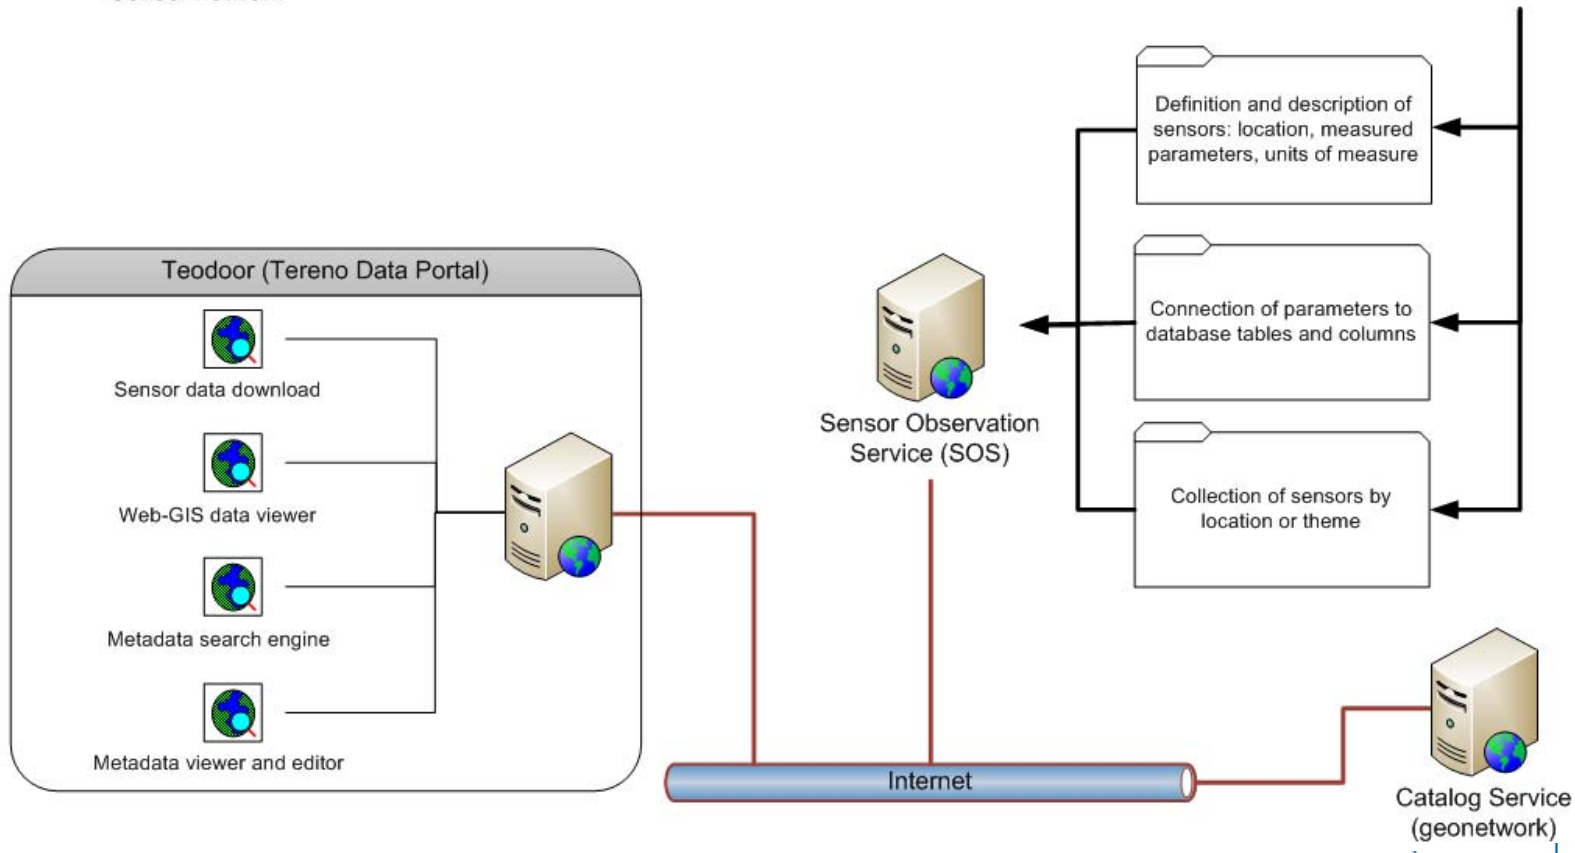 Definition and description of
sensors: location, measured
parameters, units of measure
Teodoor (Tereno Data Portal)
Connection of parameters to
database tables and columns
Sensor data download
Sensor Observation
Service (SOS)
Web-GIS data viewer
Collection of sensors by
location or theme
Metadata search engine
Metadata viewer and editor
Internet
Catalog Service
(geonetwork)